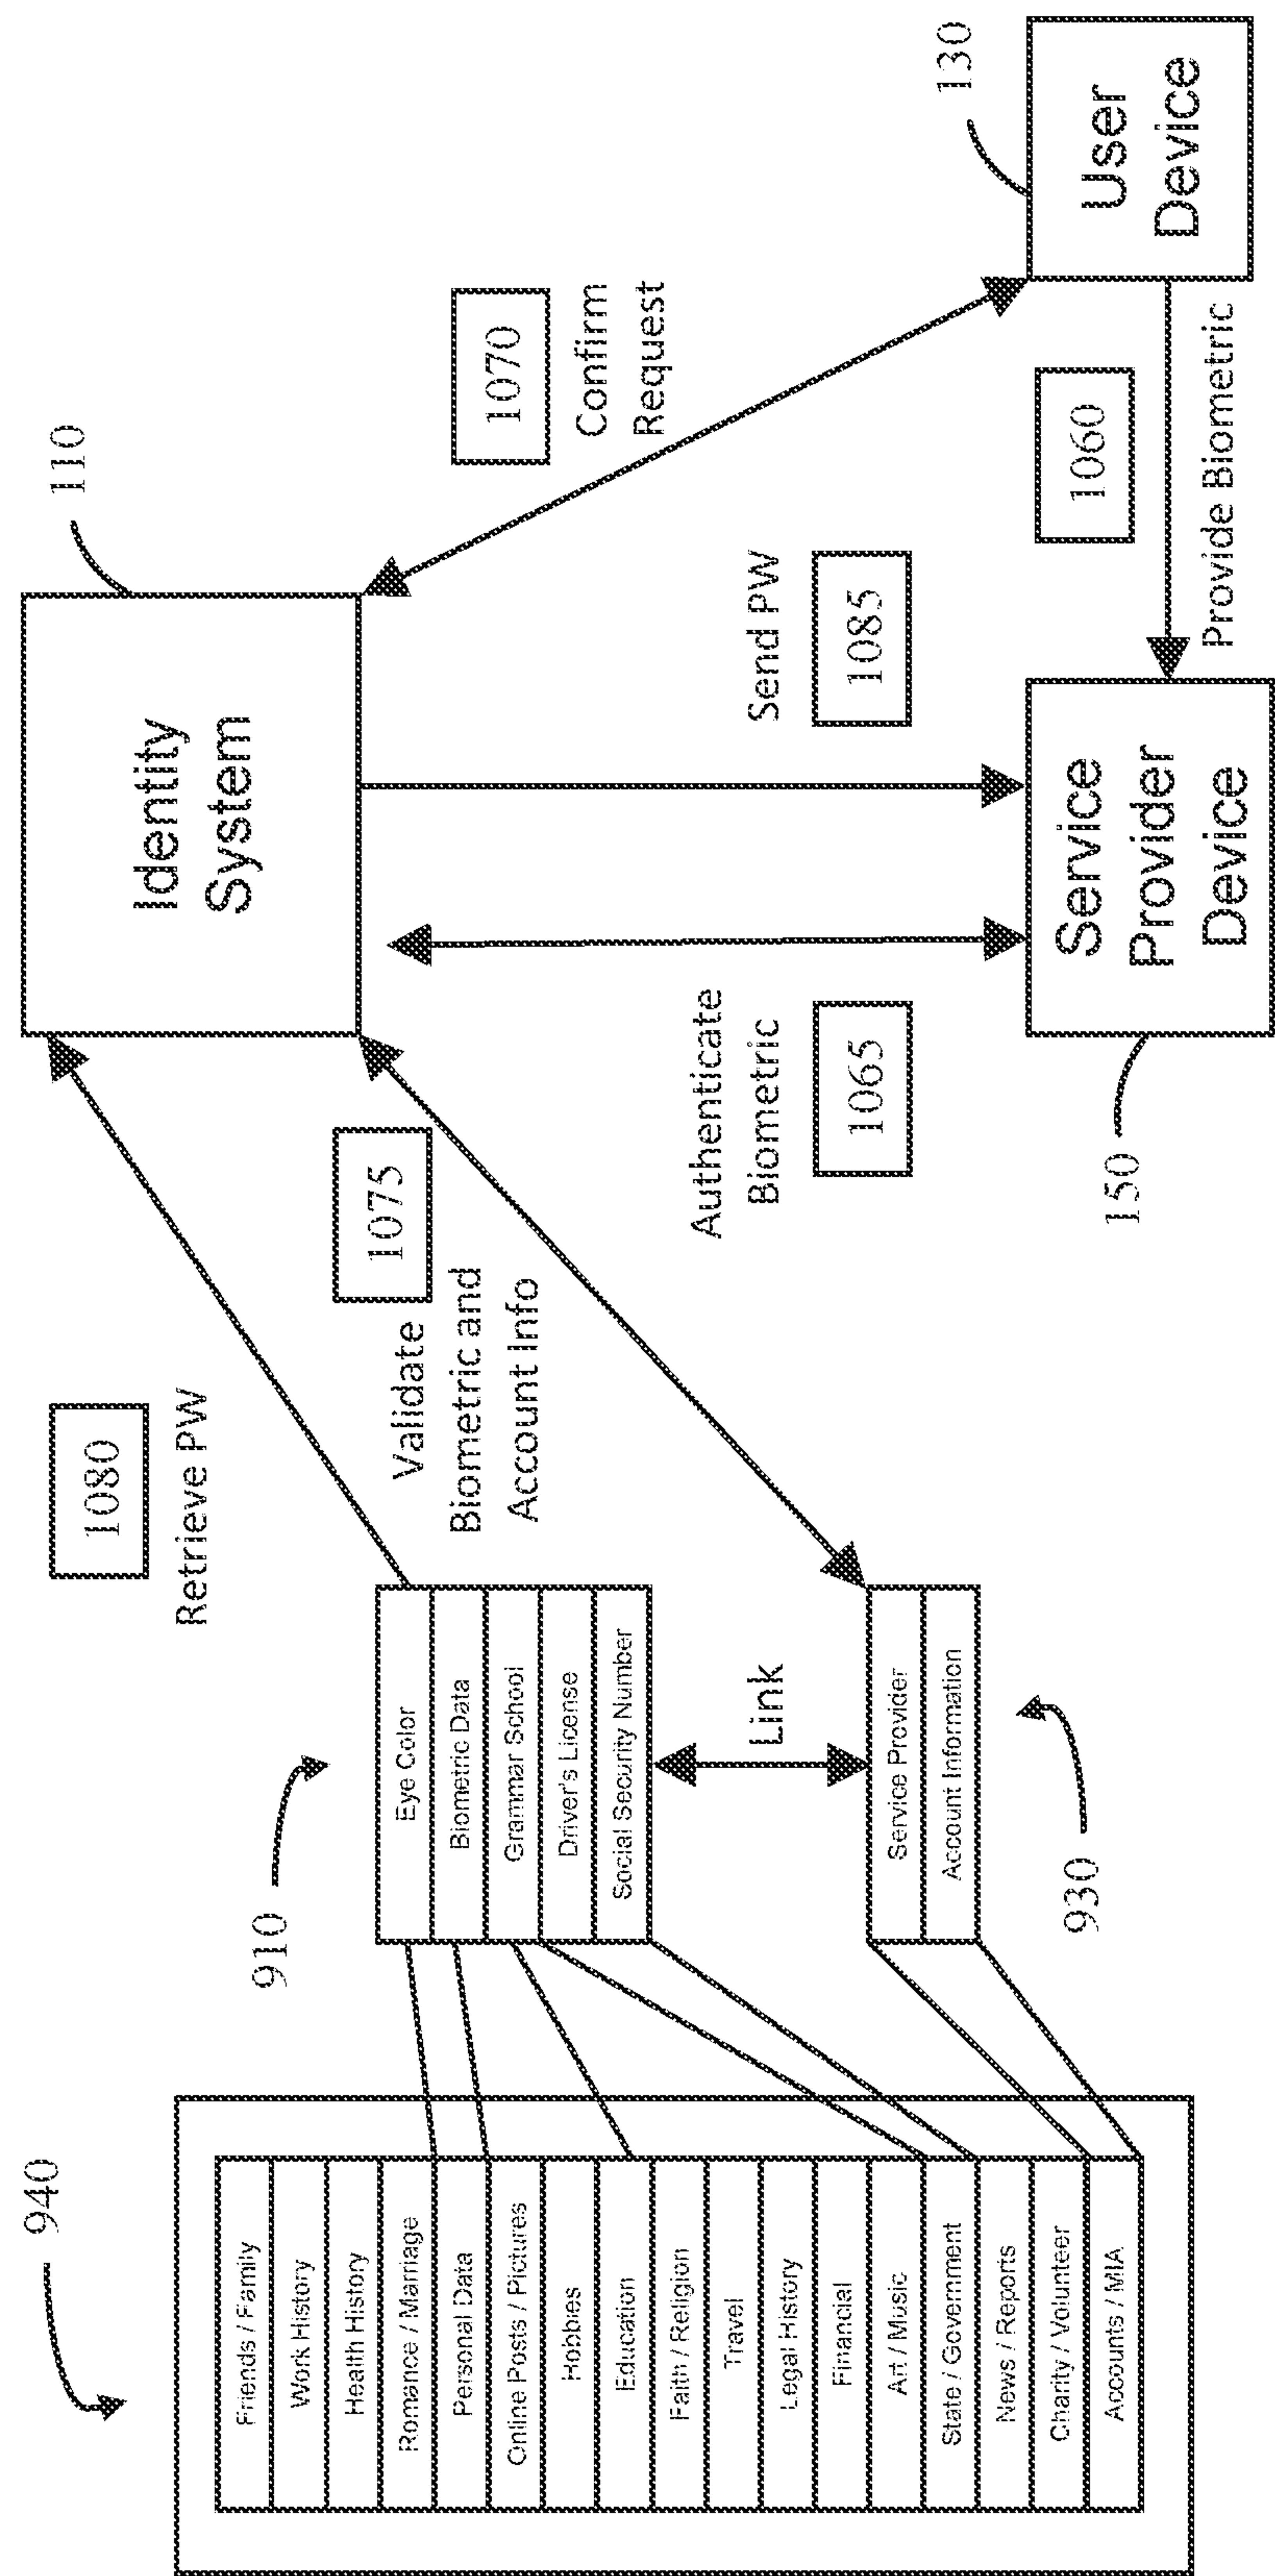 940
Friends / Family
Work History
Health History
Romance / Marriage
Personal Data
Online Posts / Pictures
Hobbies
Education
Faith / Religion
Travel
Legal History
Financial
Art / Music
State / Government
News / Reports
Charity / Volunteer
Accounts / MIA
910
Eye Color
Biometric Data
Grammar School
Driver's License
Social Security Number
Link
Service Provider
Account Information
930
1080
Retrieve PW
1075
Validate
Biometric and
Account Info
Identity
System
110
Authenticate
Biometric
1065
Send PW
1085
1070
Confirm
Request
Service
Provider
Device
150
1060
Provide Biometric
User
Device
130